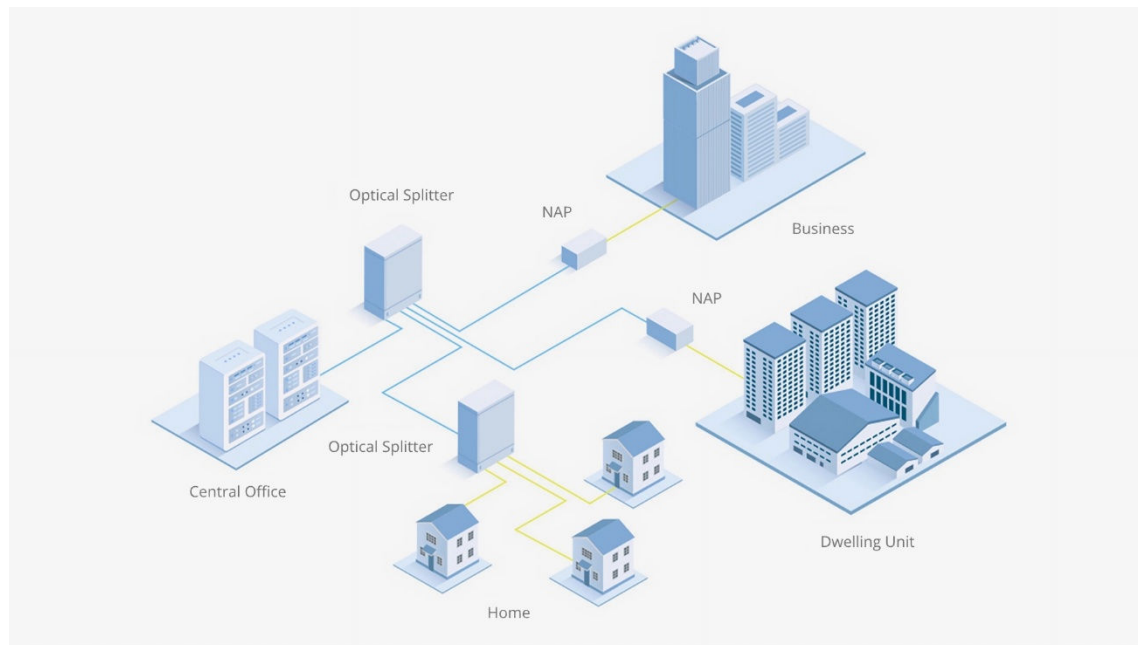 Optical Splitter
NAP
Business
NAP
Optical Splitter
Central Office
Dwelling Unit
Home